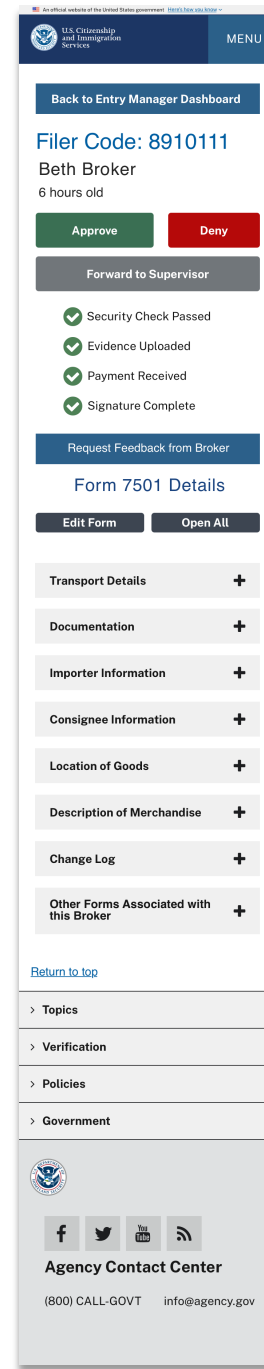 An official website of the United States government Here's how you know
U.S. Citizenship
and Immigration
Services
MENU
Back to Entry Manager Dashboard
Filer Code: 8910111
Beth Broker
6 hours old
Approve Deny
Forward to Supervisor
Security Check Passed
Evidence Uploaded
Payment Received
Signature Complete
Request Feedback from Broker
Form 7501 Details
Edit Form Open All
Transport Details
Documentation
Importer Information
Consignee Information
Location of Goods
Description of Merchandise
Change Log
Other Forms Associated with
this Broker
Return to top
Topics
Verification
Policies
Government
You
Tube
Agency Contact Center
(800) CALL-GOVT info@agency.gov